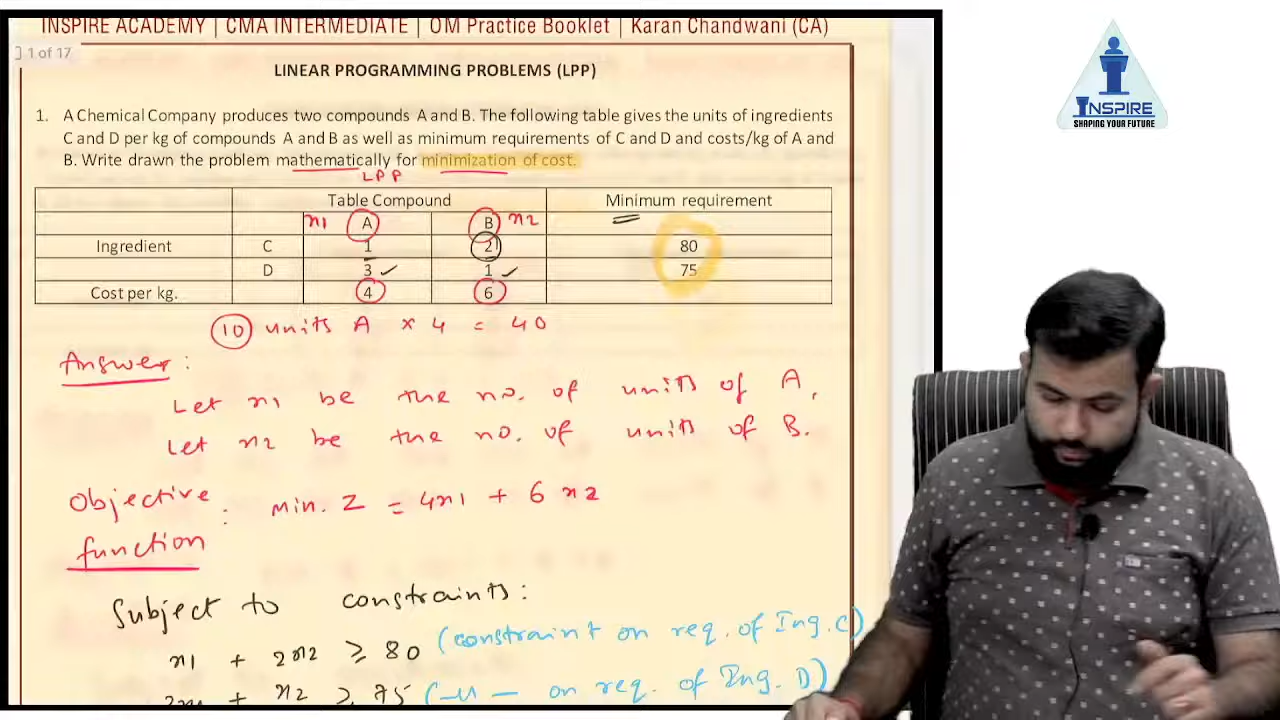 INSPIRE ACADEMY | CMA INTERMEDIATE | OM Practice Booklet | Karan Chandwani (CA)
1 of 17
LINEAR PROGRAMMING PROBLEMS (LPP)
1. A Chemical Company produces two compounds A and B. The following table gives the units of ingredients
C and D per kg of compounds A and B as well as minimum requirements of C and D and costs/kg of A and
B. Write drawn the problem mathematically for minimization of cost.
LPP
Table Compound Minimum requirement
x1 A B x2
Ingredient C 1 2 80
D 3 ✓ 1 ✓ 75
Cost per kg. 4 6
10 units A × 4 = 40
Answer:
Let x1 be the no. of units of A.
Let x2 be the no. of units of B.
Objective function : min. Z = 4x1 + 6x2
Subject to constraints:
x1 + 2x2 ≥ 80 (constraint on req. of Ing. C)
3x1 + x2 ≥ 75 (—u— on req. of Ing. D)
INSPIRE
SHAPING YOUR FUTURE